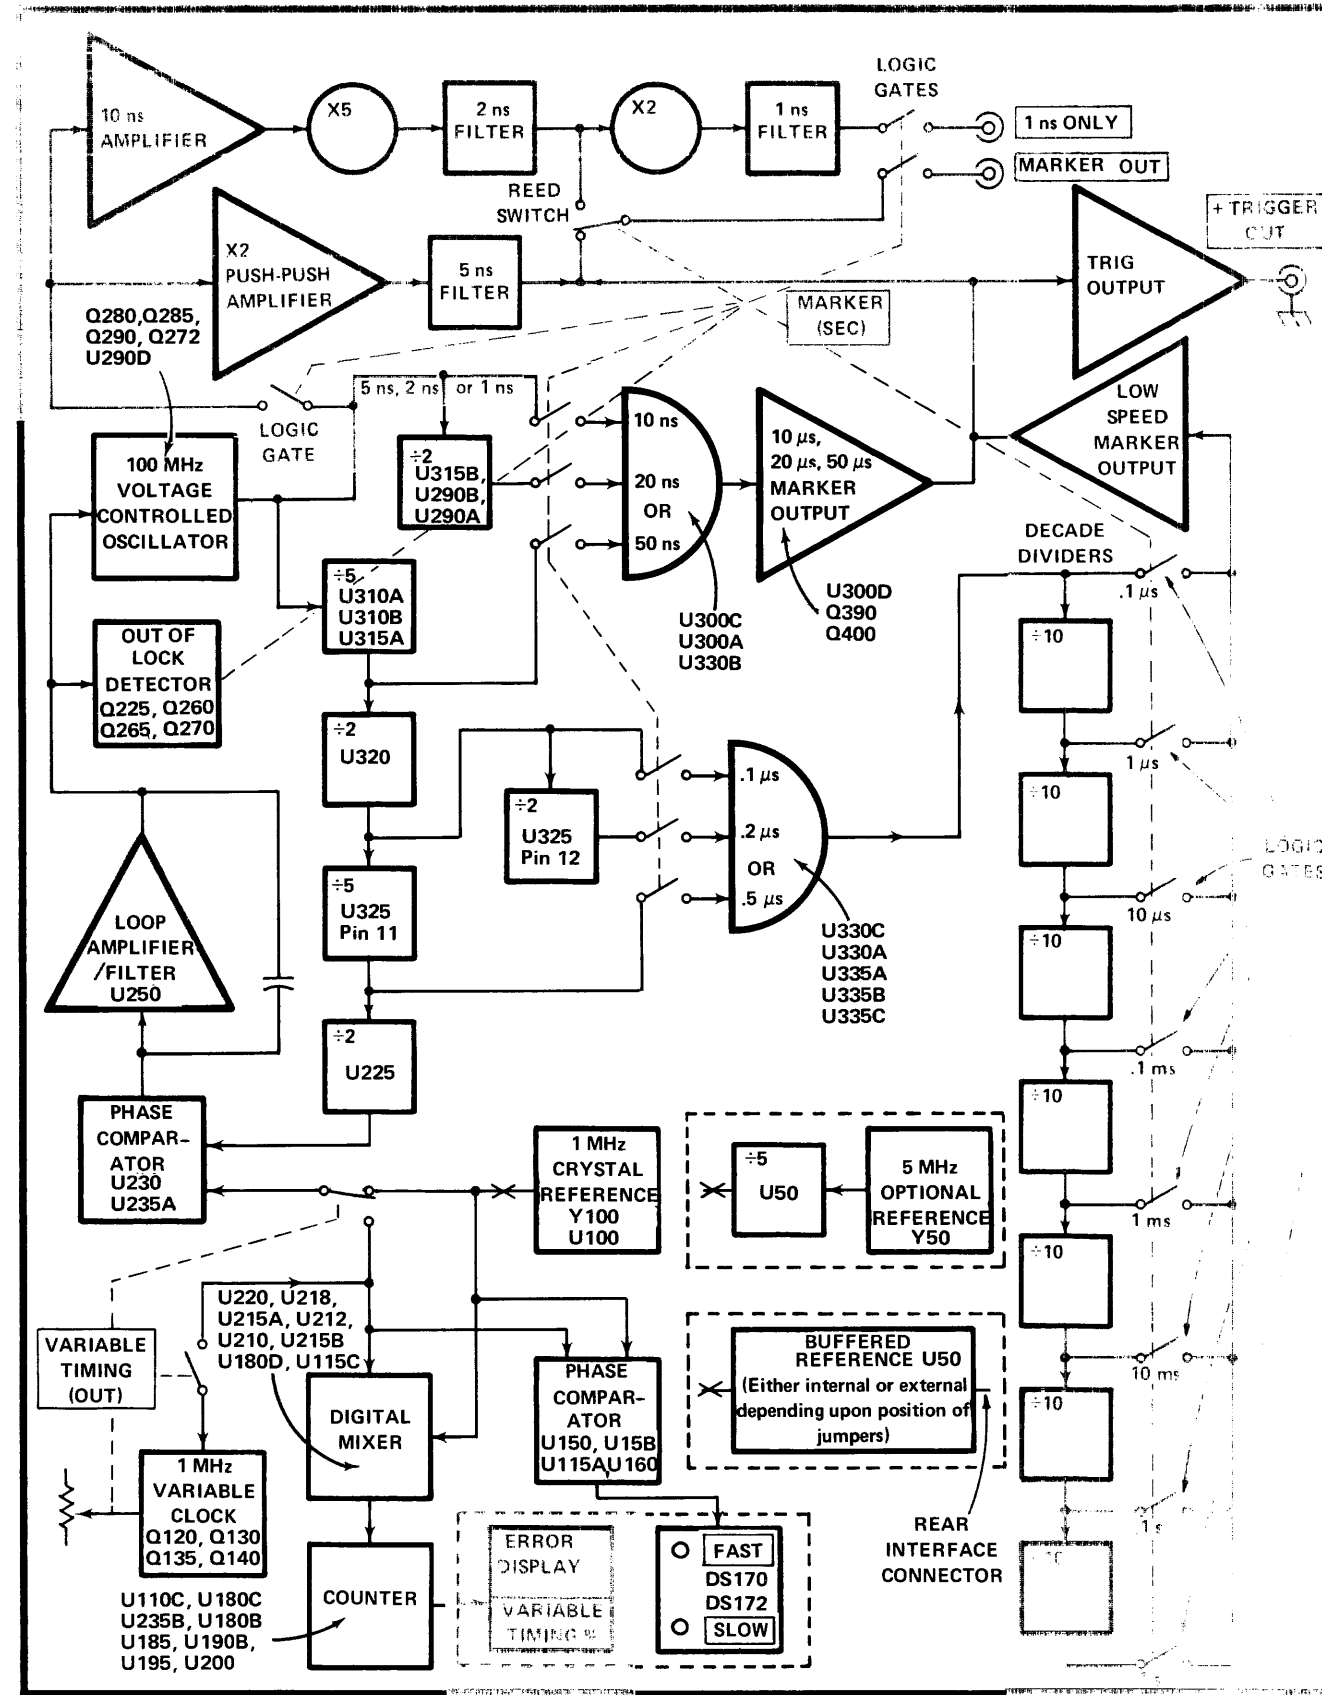 LOGIC
GATES
10 ns
AMPLIFIER
X5
2 ns
FILTER
X2
1 ns
FILTER
1 ns ONLY
MARKER OUT
REED
SWITCH
+ TRIGGER
OUT
X2
PUSH-PUSH
AMPLIFIER
5 ns
FILTER
TRIG
OUTPUT
MARKER
(SEC)
Q280,Q285,
Q290, Q272
U290D
5 ns, 2 ns or 1 ns
LOGIC
GATE
LOW
SPEED
MARKER
OUTPUT
100 MHz
VOLTAGE
CONTROLLED
OSCILLATOR
÷2
U315B,
U290B,
U290A
10 ns
20 ns
OR
50 ns
10 µs,
20 µs, 50 µs
MARKER
OUTPUT
DECADE
DIVIDERS
÷5
U310A
U310B
U315A
U300C
U300A
U330B
U300D
Q390
Q400
.1 µs
÷10
OUT OF
LOCK
DETECTOR
Q225, Q260
Q265, Q270
÷2
U320
1 µs
÷10
÷2
U325
Pin 12
.1 µs
.2 µs
OR
.5 µs
LOGIC
GATES
÷5
U325
Pin 11
10 µs
÷10
LOOP
AMPLIFIER
/FILTER
U250
U330C
U330A
U335A
U335B
U335C
÷2
U225
.1 ms
÷10
PHASE
COMPAR-
ATOR
U230
U235A
1 MHz
CRYSTAL
REFERENCE
Y100
U100
÷5
U50
5 MHz
OPTIONAL
REFERENCE
Y50
1 ms
÷10
U220, U218,
U215A, U212,
U210, U215B
U180D, U115C
VARIABLE
TIMING
(OUT)
PHASE
COMPAR-
ATOR
U150, U15B
U115AU160
BUFFERED
REFERENCE U50
(Either internal or external
depending upon position of
jumpers)
10 ms
÷10
DIGITAL
MIXER
1 MHz
VARIABLE
CLOCK
Q120, Q130
Q135, Q140
REAR
INTERFACE
CONNECTOR
.1 s
÷10
ERROR
DISPLAY
VARIABLE
TIMING %
FAST
DS170
DS172
SLOW
COUNTER
U110C, U180C
U235B, U180B
U185, U190B,
U195, U200